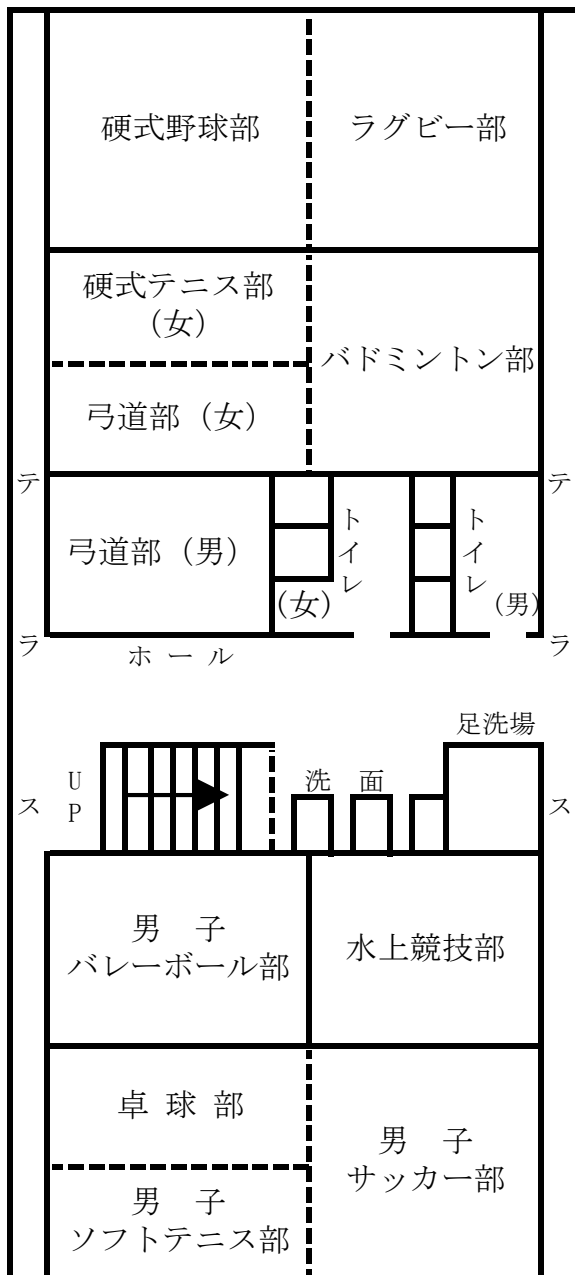 硬式野球部
ラグビー部
硬式テニス部
（女）
バドミントン部
弓道部（女）
テラス
テラス
弓道部（男）
トイレ
（女）
トイレ
（男）
ホール
足洗場
UP
洗面
男　子
バレーボール部
水上競技部
卓 球 部
男　子
サッカー部
男　子
ソフトテニス部